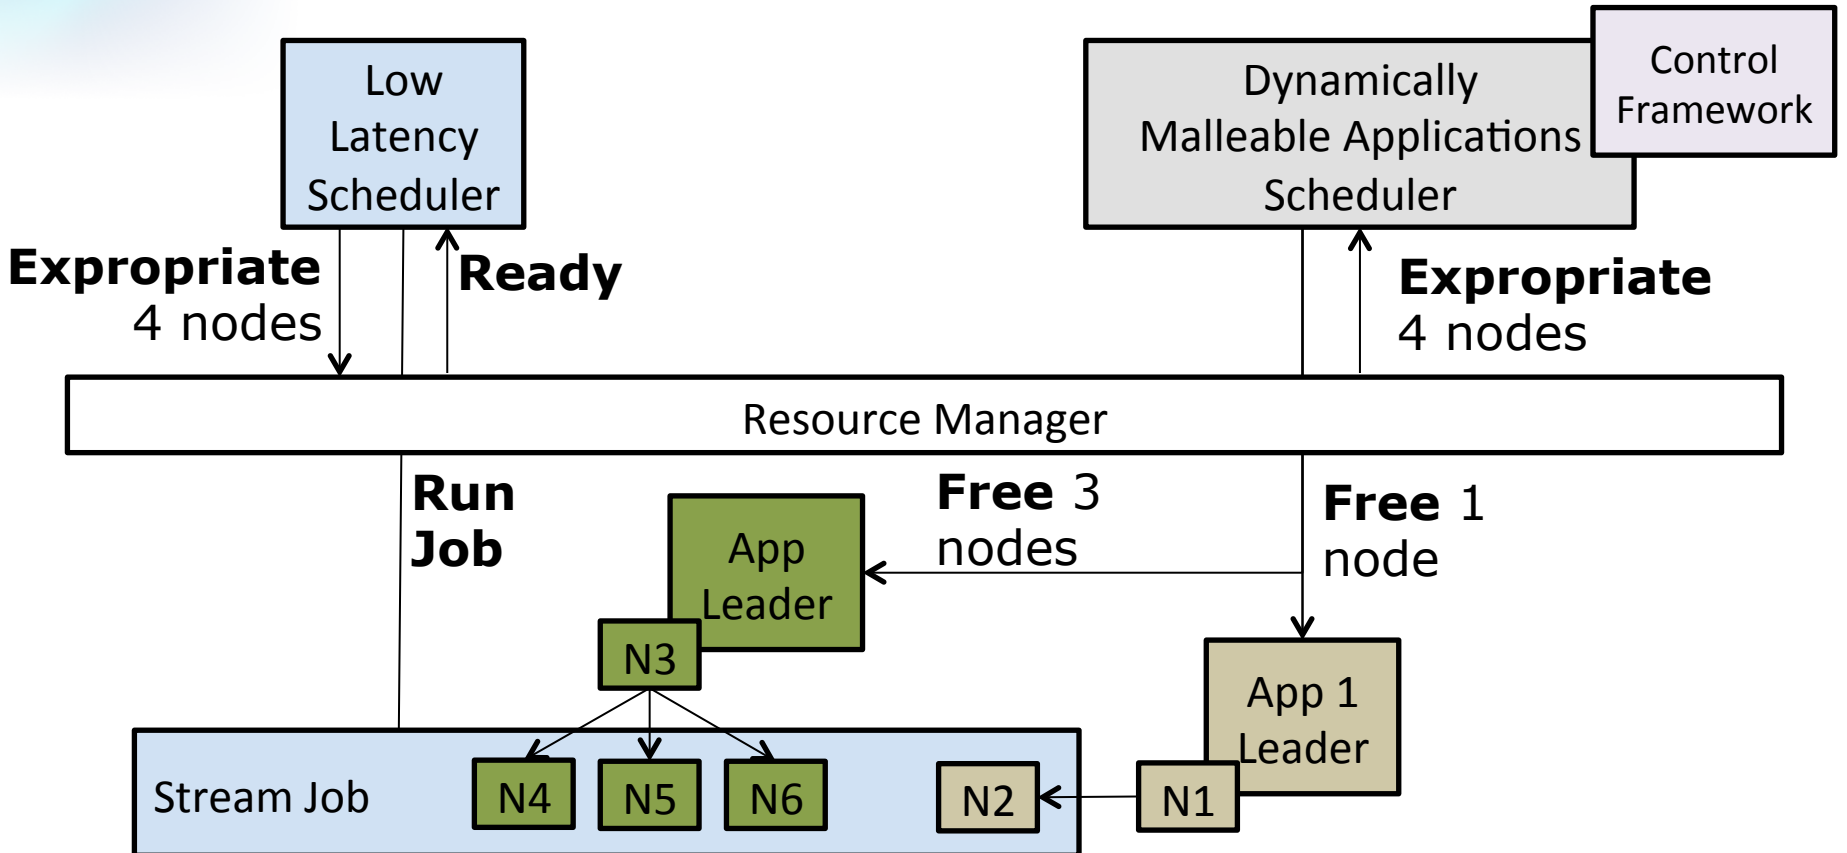 Low
Latency
Scheduler
Dynamically
Malleable Applications
Scheduler
Control
Framework
Expropriate
4 nodes
Ready
Expropriate
4 nodes
Resource Manager
Run
Job
App
Leader
Free 3
nodes
Free 1
node
N3
App 1
Leader
Stream Job
N4
N5
N6
N2
N1